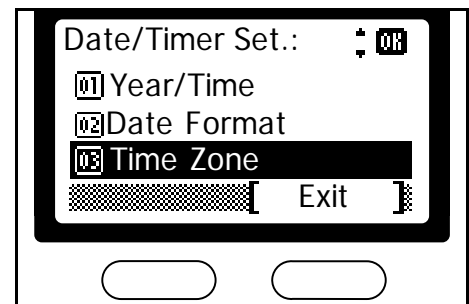 Date/Timer Set.: OK
01 Year/Time
02 Date Format
03 Time Zone
[ Exit ]